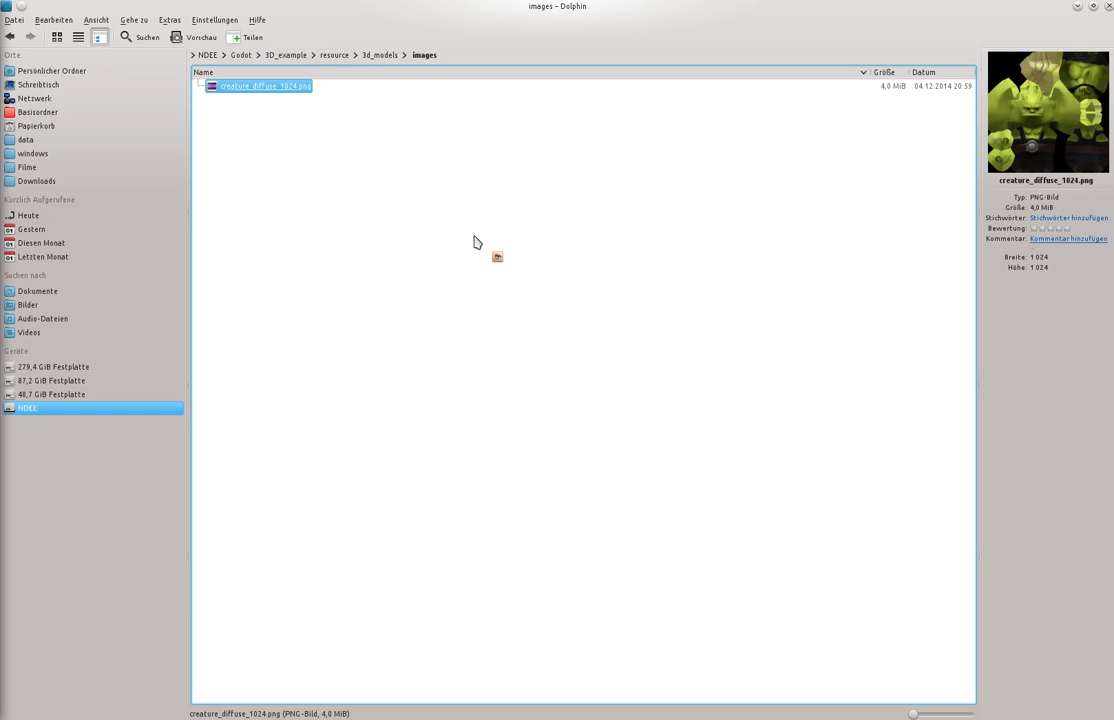 images – Dolphin
Datei Bearbeiten Ansicht Gehe zu Extras Einstellungen Hilfe
Suchen Vorschau Teilen
Orte
Persönlicher Ordner
Schreibtisch
Netzwerk
Basisordner
Papierkorb
data
windows
Filme
Downloads
Kürzlich Aufgerufene
Heute
Gestern
Diesen Monat
Letzten Monat
Suchen nach
Dokumente
Bilder
Audio-Dateien
Videos
Geräte
279,4 GiB Festplatte
87,2 GiB Festplatte
48,7 GiB Festplatte
NDEE
NDEE Godot 3D_example resource 3d_models images
Name Größe Datum
creature_diffuse_1024.png 4,0 MiB 04.12.2014 20:59
creature_diffuse_1024.png
Typ: PNG-Bild
Größe: 4,0 MiB
Stichwörter: Stichwörter hinzufügen...
Bewertung:
Kommentar: Kommentar hinzufügen...
Breite: 1 024
Höhe: 1 024
creature_diffuse_1024.png (PNG-Bild, 4,0 MiB)